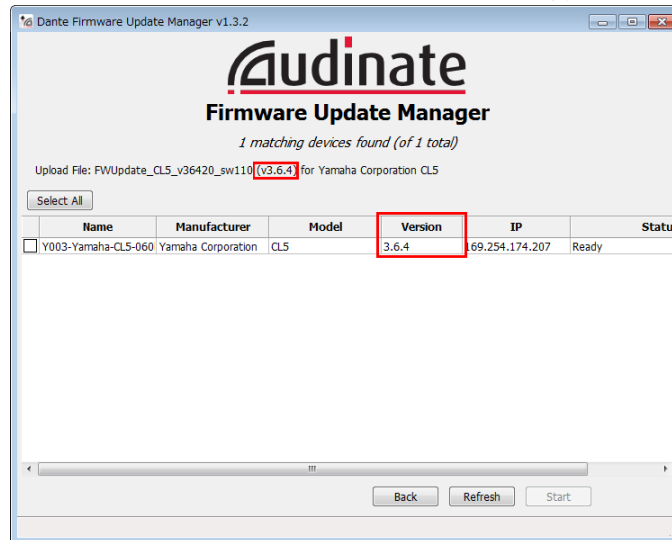 Dante Firmware Update Manager v1.3.2
Audinate
Firmware Update Manager
1 matching devices found (of 1 total)
Upload File: FWUpdate_CL5_v36420_sw110 (v3.6.4) for Yamaha Corporation CL5
Select All
Name Manufacturer Model Version IP Statu
Y003-Yamaha-CL5-060 Yamaha Corporation CL5 3.6.4 169.254.174.207 Ready
Back Refresh Start